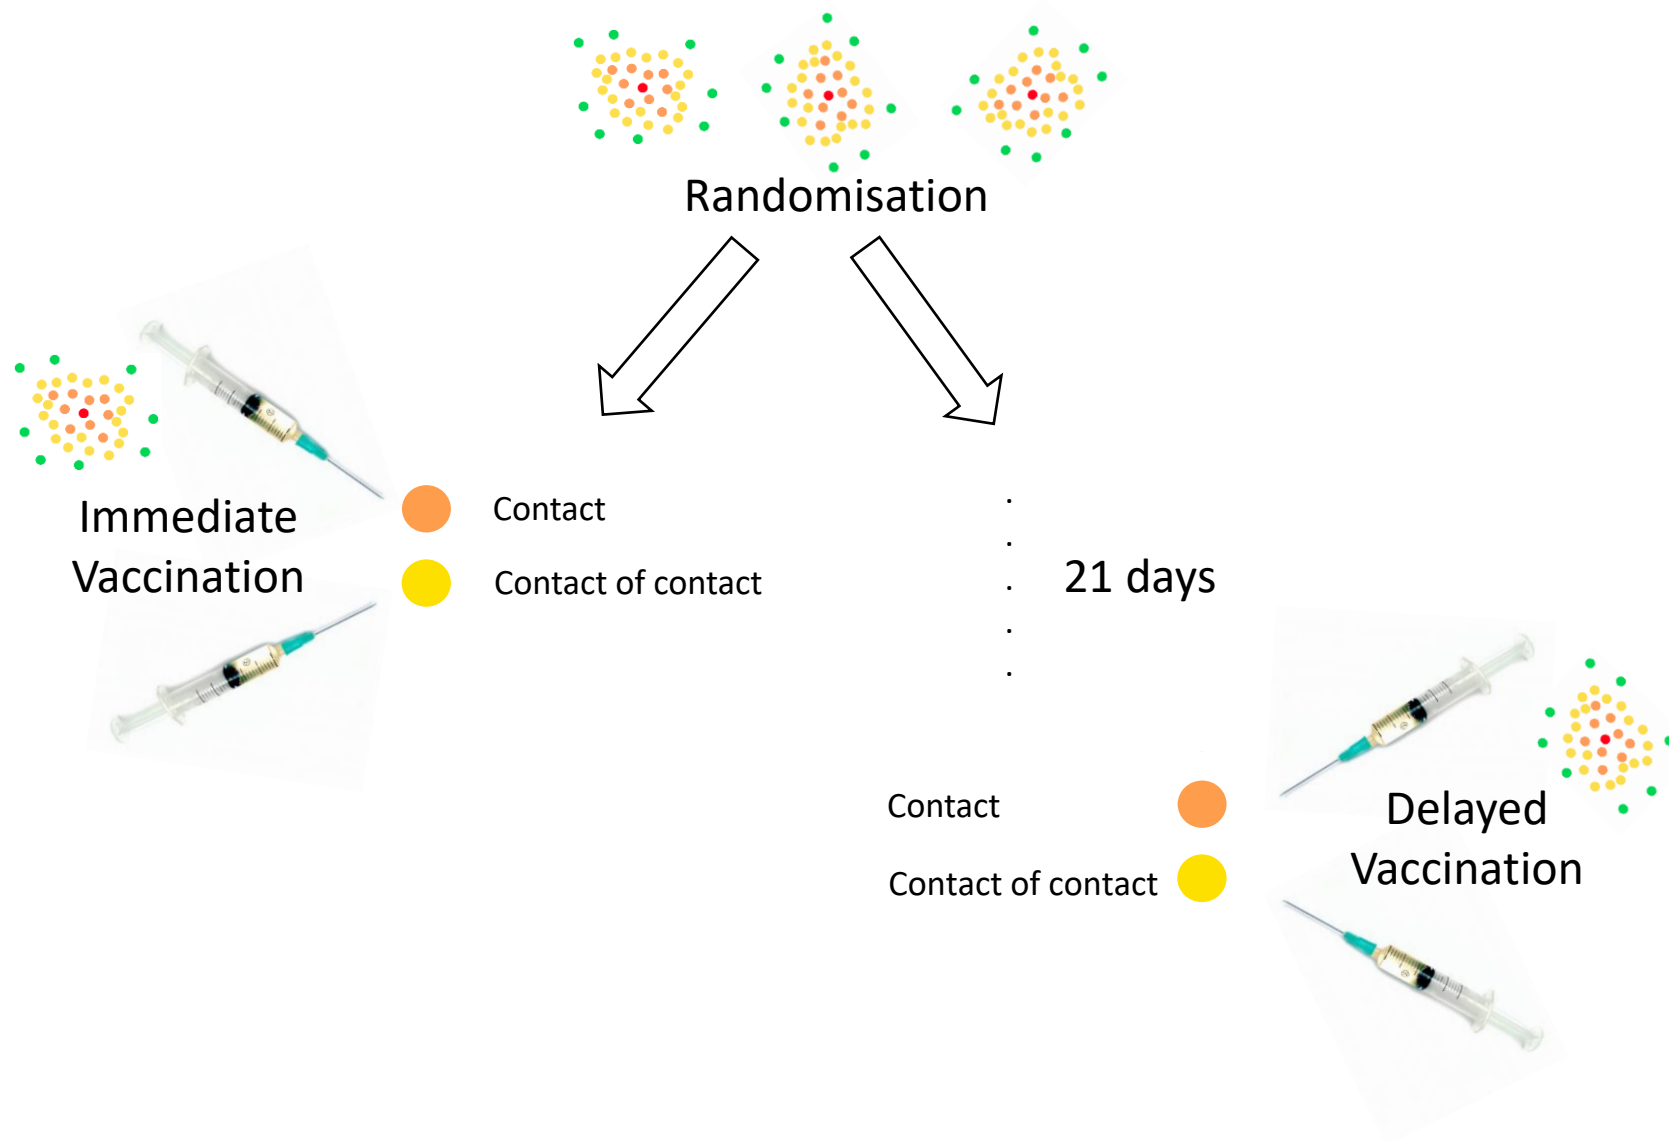 Randomisation
Immediate
Vaccination
Contact
Contact of contact
21 days
Contact
Contact of contact
Delayed
Vaccination